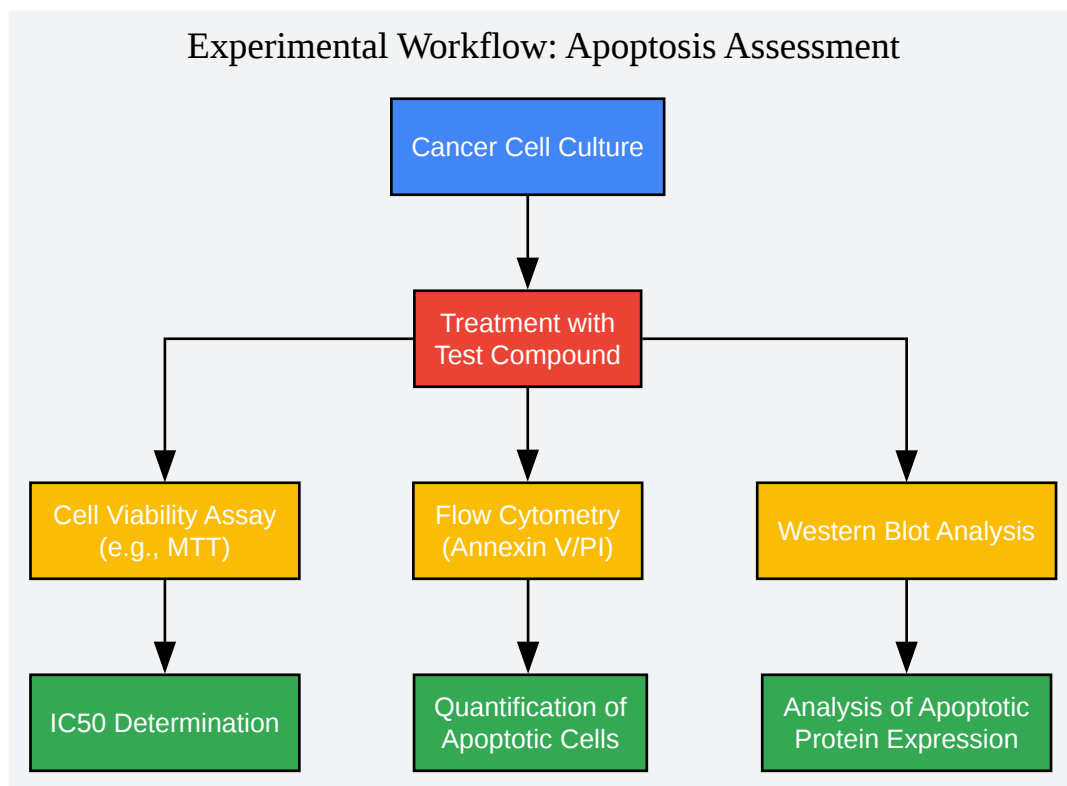 Experimental Workflow: Apoptosis Assessment
Cancer Cell Culture
Treatment with
Test Compound
Cell Viability Assay
(e.g., MTT)
Flow Cytometry
(Annexin V/PI)
Western Blot Analysis
IC50 Determination
Quantification of
Apoptotic Cells
Analysis of Apoptotic
Protein Expression